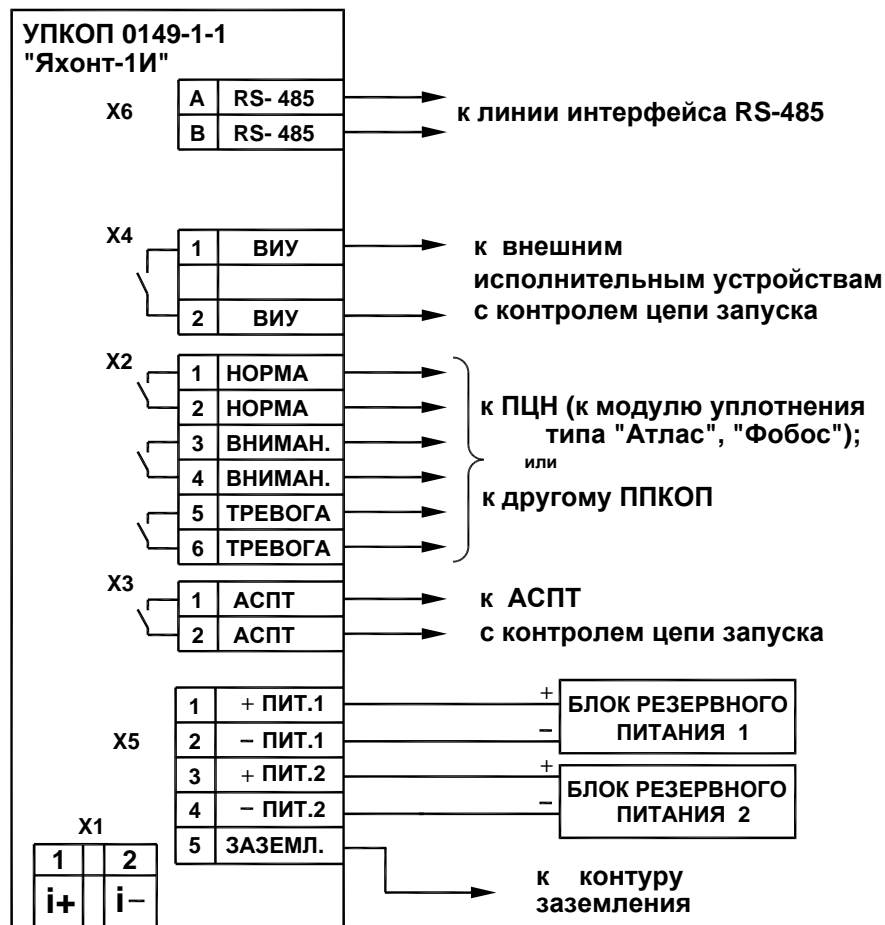 УПКОП 0149-1-1
"Яхонт-1И"
X6
A RS- 485
B RS- 485
к линии интерфейса RS-485
X4
1 ВИУ
2 ВИУ
к внешним
исполнительным устройствам
с контролем цепи запуска
X2
1 НОРМА
2 НОРМА
3 ВНИМАН.
4 ВНИМАН.
5 ТРЕВОГА
6 ТРЕВОГА
к ПЦН (к модулю уплотнения
типа "Атлас", "Фобос");
или
к другому ППКОП
X3
1 АСПТ
2 АСПТ
к АСПТ
с контролем цепи запуска
X5
1 + ПИТ.1
2 – ПИТ.1
3 + ПИТ.2
4 – ПИТ.2
5 ЗАЗЕМЛ.
+
–
БЛОК РЕЗЕРВНОГО
ПИТАНИЯ 1
+
–
БЛОК РЕЗЕРВНОГО
ПИТАНИЯ 2
к контуру
заземления
X1
1 2
i+ i–